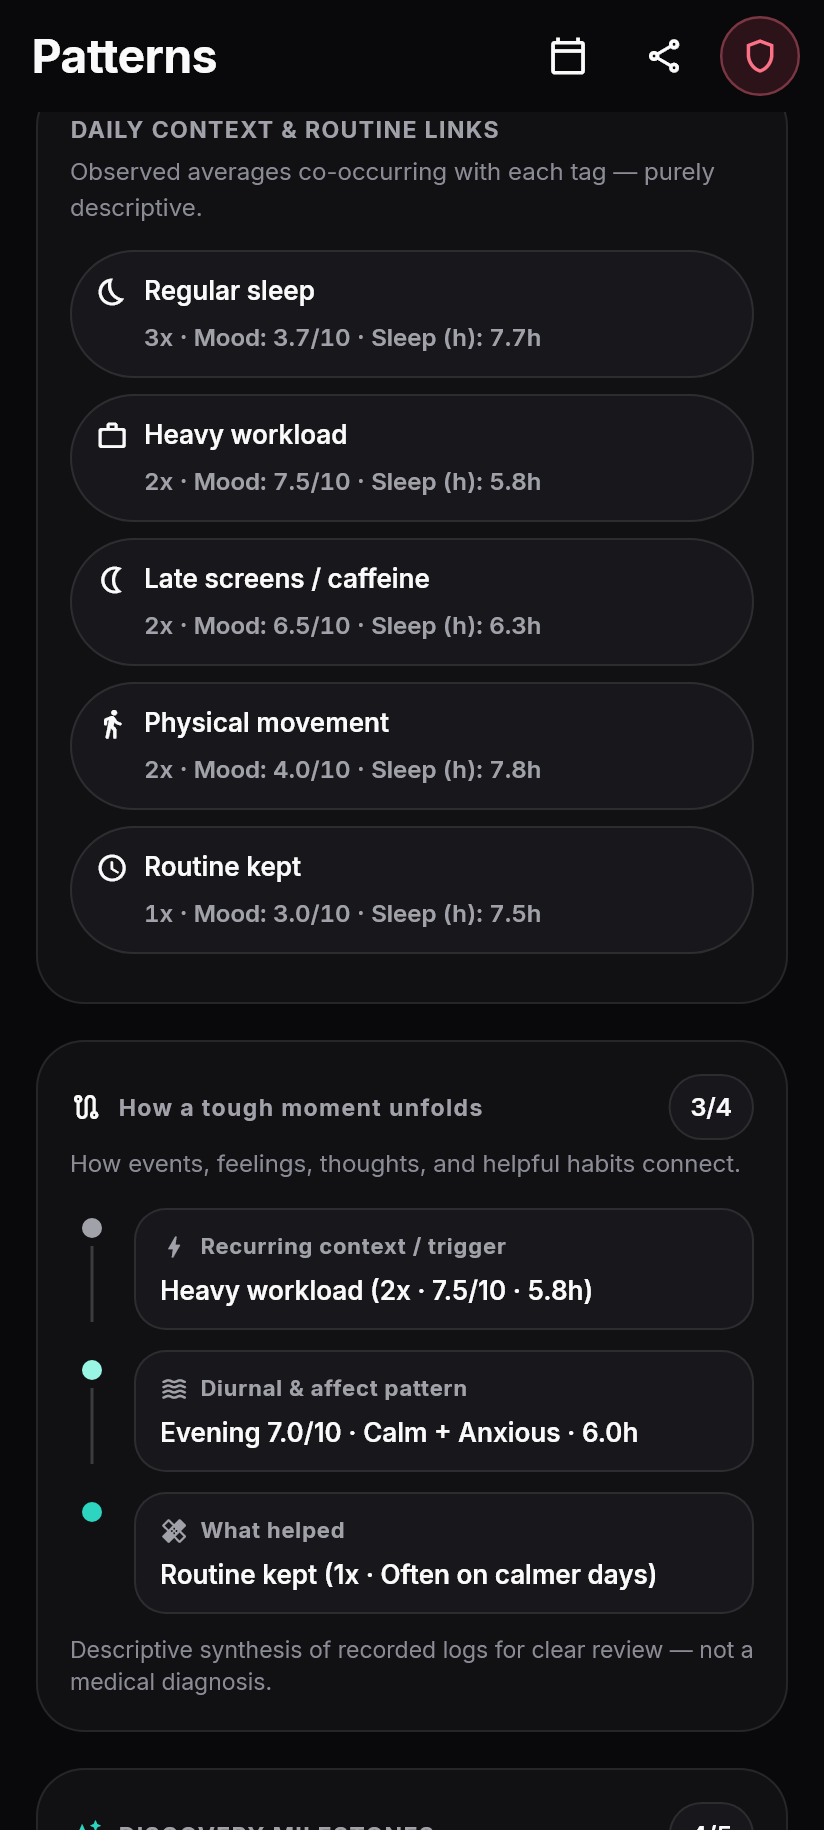 Patterns
DAILY CONTEXT & ROUTINE LINKS
Observed averages co-occurring with each tag — purely
descriptive.
Regular sleep
3x · Mood: 3.7/10 · Sleep (h): 7.7h
Heavy workload
2x · Mood: 7.5/10 · Sleep (h): 5.8h
Late screens / caffeine
2x · Mood: 6.5/10 · Sleep (h): 6.3h
Physical movement
2x · Mood: 4.0/10 · Sleep (h): 7.8h
Routine kept
1x · Mood: 3.0/10 · Sleep (h): 7.5h
How a tough moment unfolds
3/4
How events, feelings, thoughts, and helpful habits connect.
Recurring context / trigger
Heavy workload (2x · 7.5/10 · 5.8h)
Diurnal & affect pattern
Evening 7.0/10 · Calm + Anxious · 6.0h
What helped
Routine kept (1x · Often on calmer days)
Descriptive synthesis of recorded logs for clear review — not a
medical diagnosis.
DISCOVERY MILESTONES
4/5